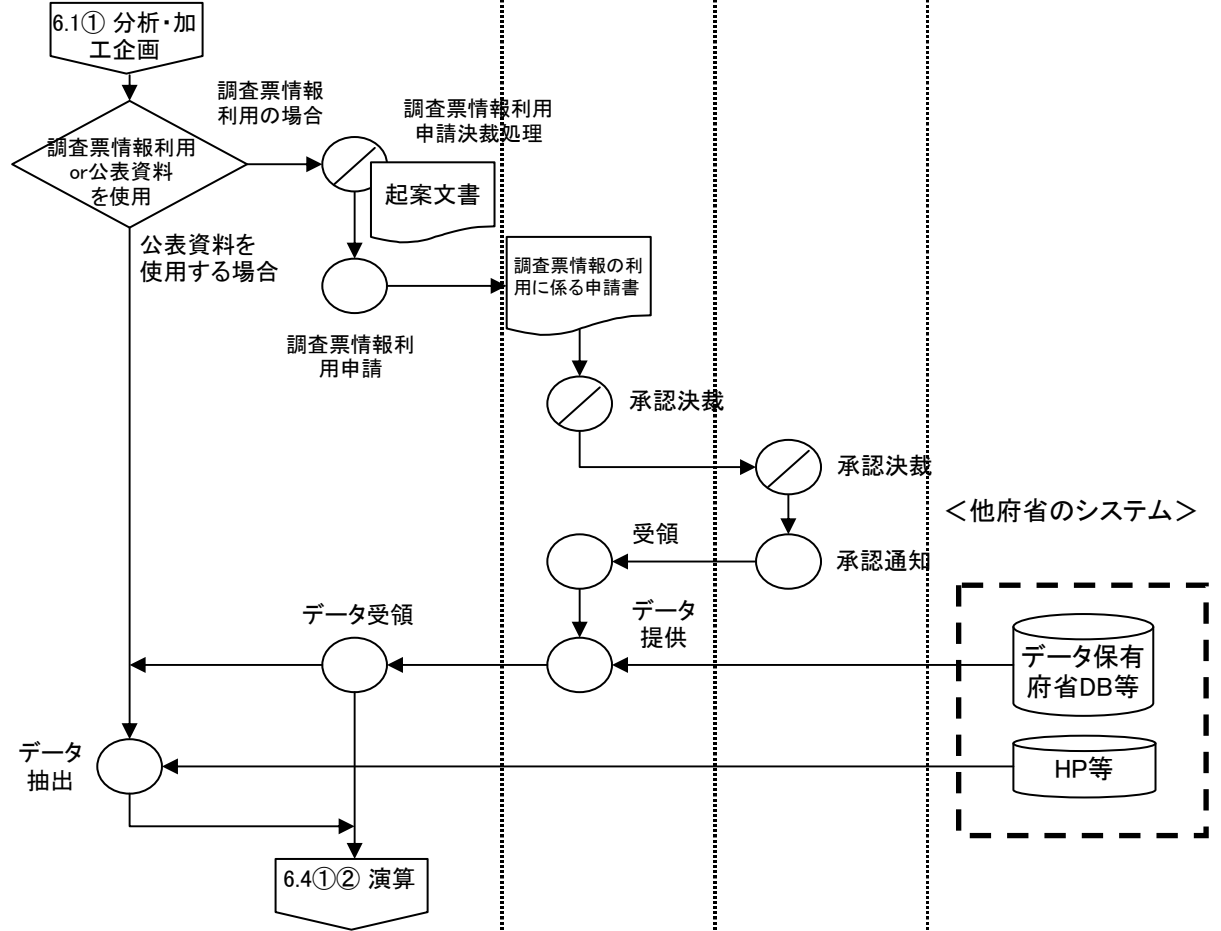 6.1① 分析・加
工企画
調査票情報
利用の場合
調査票情報利用
申請決裁処理
調査票情報利用
or公表資料
を使用
起案文書
公表資料を
使用する場合
調査票情報の利
用に係る申請書
調査票情報利
用申請
承認決裁
承認決裁
＜他府省のシステム＞
受領
承認通知
データ受領
データ
提供
データ保有
府省DB等
データ
抽出
HP等
6.4①② 演算